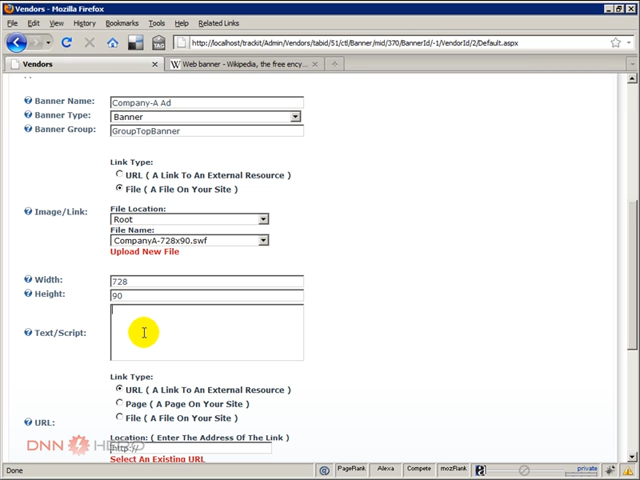 Vendors - Mozilla Firefox
File Edit View History Bookmarks Tools Help Related Links
http://localhost/trackit/Admin/Vendors/tabid/51/ctl/Banner/mid/370/BannerId/-1/VendorId/2/Default.aspx
Vendors
Web banner - Wikipedia, the free ency...
Banner Name: Company-A Ad
Banner Type: Banner
Banner Group: GroupTopBanner
Link Type:
URL ( A Link To An External Resource )
File ( A File On Your Site )
Image/Link:
File Location:
Root
File Name:
CompanyA-728x90.swf
Upload New File
Width: 728
Height: 90
Text/Script:
Link Type:
URL ( A Link To An External Resource )
Page ( A Page On Your Site )
File ( A File On Your Site )
URL:
Location: ( Enter The Address Of The Link )
http://
Select An Existing URL
DNN HERO
Done
PageRank Alexa Compete mozRank private